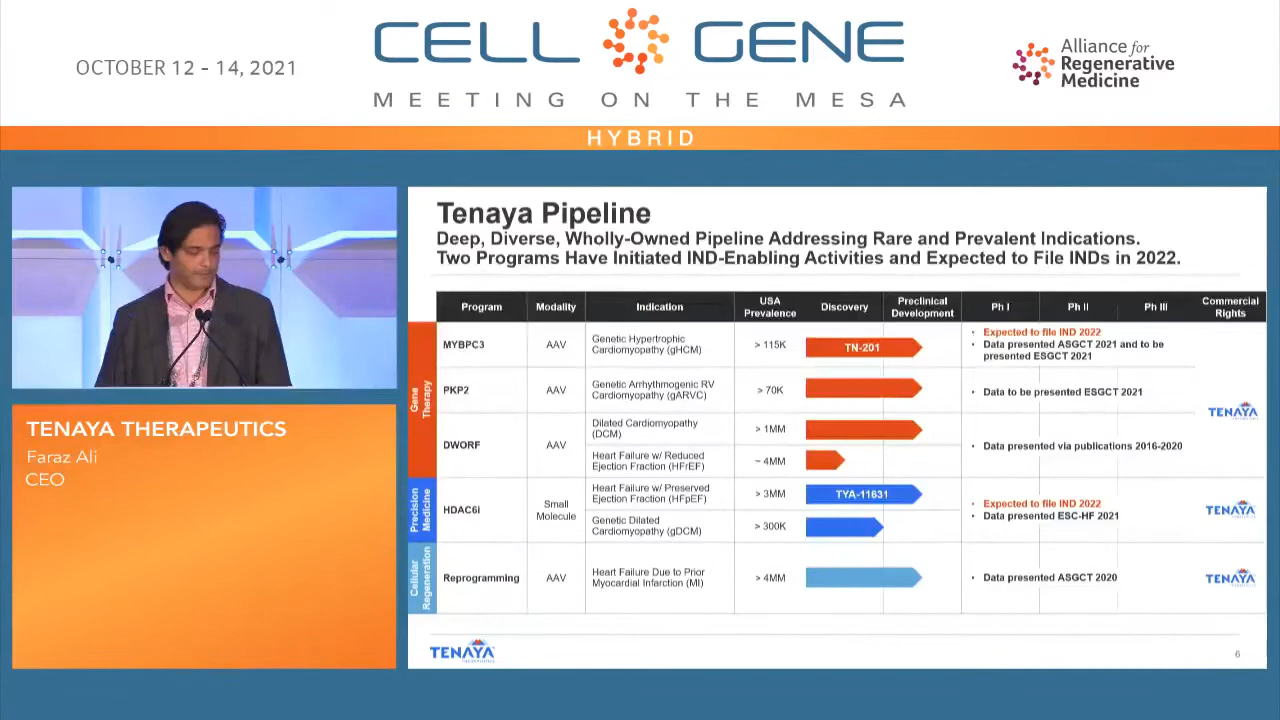 OCTOBER 12 - 14, 2021
CELL GENE
MEETING ON THE MESA
Alliance for
Regenerative
Medicine
HYBRID
TENAYA THERAPEUTICS
Faraz Ali
CEO
Tenaya Pipeline
Deep, Diverse, Wholly-Owned Pipeline Addressing Rare and Prevalent Indications.
Two Programs Have Initiated IND-Enabling Activities and Expected to File INDs in 2022.
Program Modality Indication USA Prevalence Discovery Preclinical Development Ph I Ph II Ph III Commercial Rights
Gene Therapy
MYBPC3 AAV Genetic Hypertrophic
Cardiomyopathy (gHCM) > 115K TN-201
• Expected to file IND 2022
• Data presented ASGCT 2021 and to be
presented ESGCT 2021
PKP2 AAV Genetic Arrhythmogenic RV
Cardiomyopathy (gARVC) > 70K • Data to be presented ESGCT 2021
TENAYA
DWORF AAV Dilated Cardiomyopathy
(DCM) > 1MM
Heart Failure w/ Reduced
Ejection Fraction (HFrEF) ~ 4MM
• Data presented via publications 2016-2020
Precision Medicine
HDAC6i Small Molecule Heart Failure w/ Preserved
Ejection Fraction (HFpEF) > 3MM TYA-11631
Genetic Dilated
Cardiomyopathy (gDCM) > 300K
• Expected to file IND 2022
• Data presented ESC-HF 2021
TENAYA
Cellular Regeneration
Reprogramming AAV Heart Failure Due to Prior
Myocardial Infarction (MI) > 4MM • Data presented ASGCT 2020
TENAYA
TENAYA
6